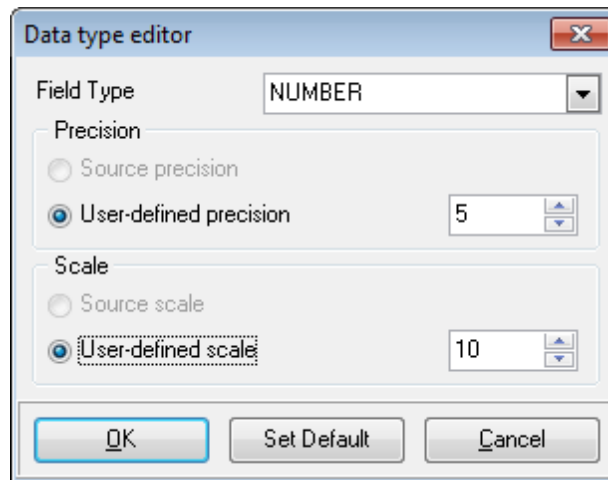 Data type editor
Field Type NUMBER
Precision
Source precision
User-defined precision 5
Scale
Source scale
User-defined scale 10
OK Set Default Cancel